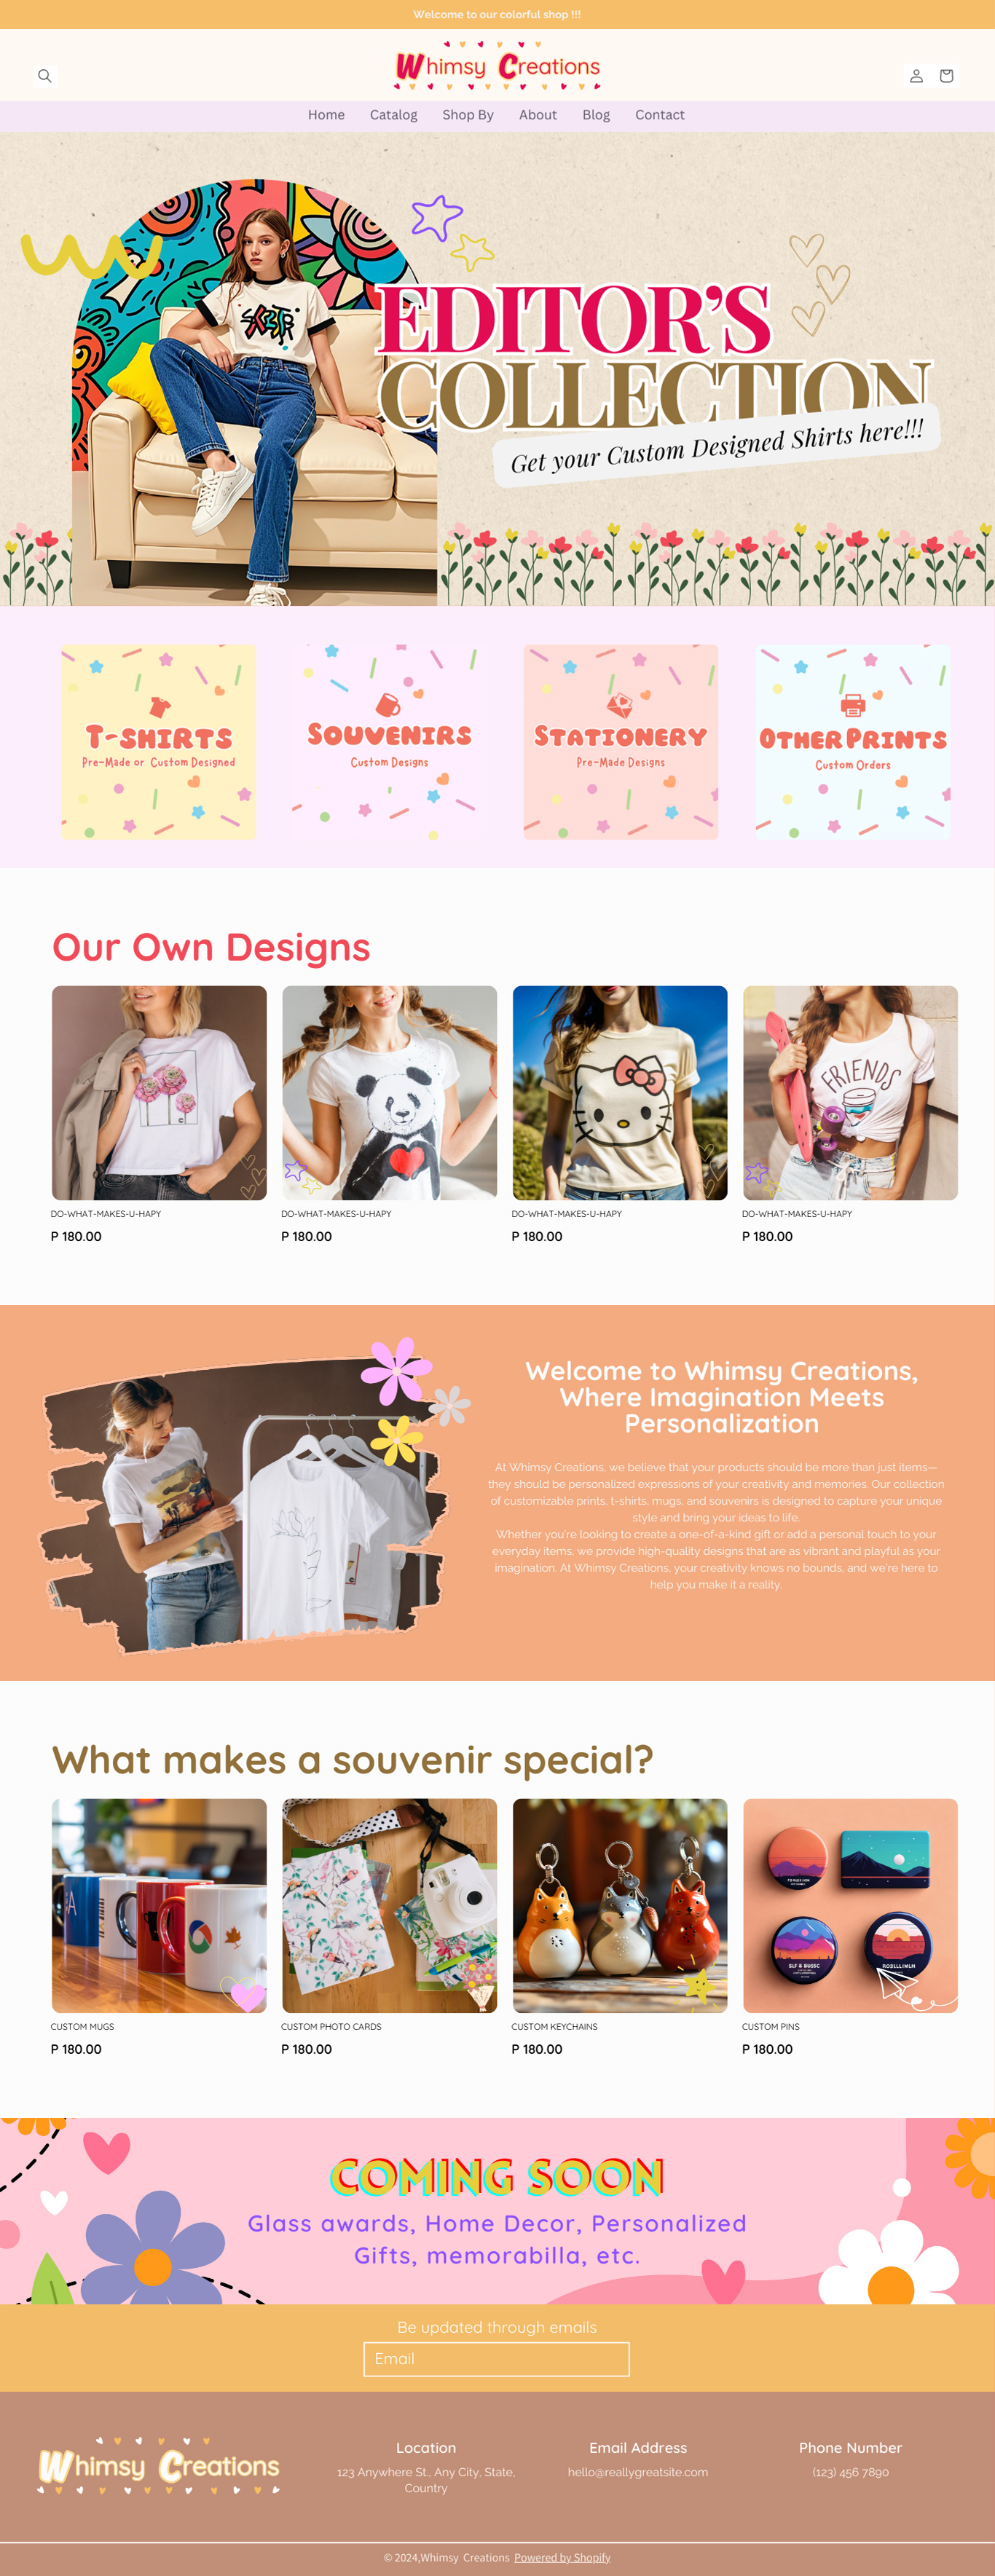 Welcome to our colorful shop !!!
Whimsy Creations
Home Catalog Shop By About Blog Contact
EDITOR'S
COLLECTION
Get your Custom Designed Shirts here!!!
T-SHIRTS
Pre-Made or Custom Designed
SOUVENIRS
Custom Designs
STATIONERY
Pre-Made Designs
OTHER PRINTS
Custom Orders
Our Own Designs
FRIENDS
DO-WHAT-MAKES-U-HAPY
P 180.00
DO-WHAT-MAKES-U-HAPY
P 180.00
DO-WHAT-MAKES-U-HAPY
P 180.00
DO-WHAT-MAKES-U-HAPY
P 180.00
Welcome to Whimsy Creations,
Where Imagination Meets
Personalization
At Whimsy Creations, we believe that your products should be more than just items—
they should be personalized expressions of your creativity and memories. Our collection
of customizable prints, t-shirts, mugs, and souvenirs is designed to capture your unique
style and bring your ideas to life.
Whether you're looking to create a one-of-a-kind gift or add a personal touch to your
everyday items, we provide high-quality designs that are as vibrant and playful as your
imagination. At Whimsy Creations, your creativity knows no bounds, and we're here to
help you make it a reality.
What makes a souvenir special?
CUSTOM MUGS
P 180.00
CUSTOM PHOTO CARDS
P 180.00
CUSTOM KEYCHAINS
P 180.00
CUSTOM PINS
P 180.00
COMING SOON
Glass awards, Home Decor, Personalized
Gifts, memorabilla, etc.
Be updated through emails
Email
Whimsy Creations
Location
123 Anywhere St., Any City, State,
Country
Email Address
hello@reallygreatsite.com
Phone Number
(123) 456 7890
© 2024,Whimsy Creations Powered by Shopify